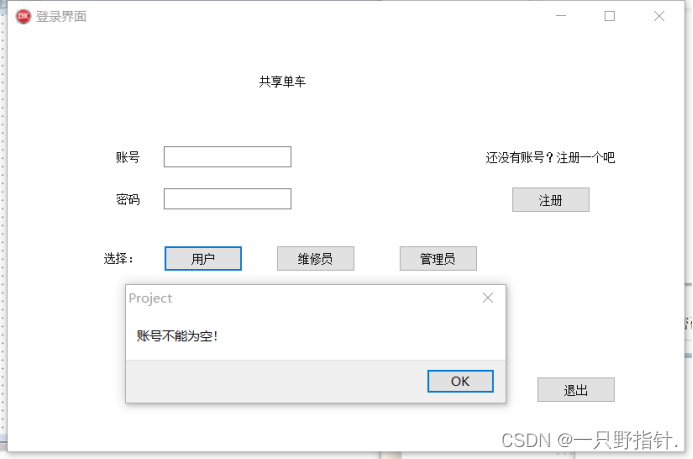 登录界面
共享单车
账号
还没有账号？注册一个吧
密码
注册
选择：
用户
维修员
管理员
Project
账号不能为空！
OK
退出
CSDN @一只野指针.